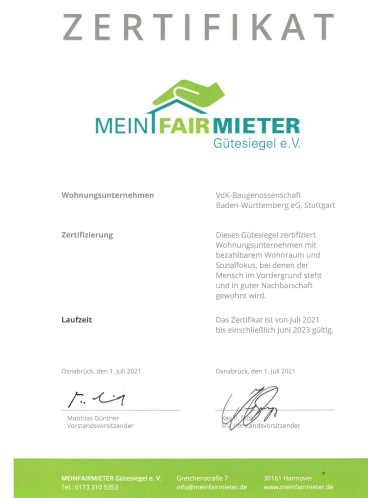 ZERTIFIKAT
MEIN FAIR MIETER
Gütesiegel e.V.
Wohnungsunternehmen
VdK-Baugenossenschaft
Baden-Württemberg eG, Stuttgart
Zertifizierung
Dieses Gütesiegel zertifiziert
Wohnungsunternehmen mit
bezahlbarem Wohnraum und
Sozialfokus, bei denen der
Mensch im Vordergrund steht
und in guter Nachbarschaft
gewohnt wird.
Laufzeit
Das Zertifikat ist von Juli 2021
bis einschließlich Juni 2023 gültig.
Osnabrück, den 1. Juli 2021
Osnabrück, den 1. Juli 2021
Matthias Günther
Vorstandsvorsitzender
MEINFAIRMIETER Gütesiegel e. V.
Gretchenstraße 7
30161 Hannover
Tel.: 0173 310 5353
info@meinfairmieter.de
www.meinfairmieter.de